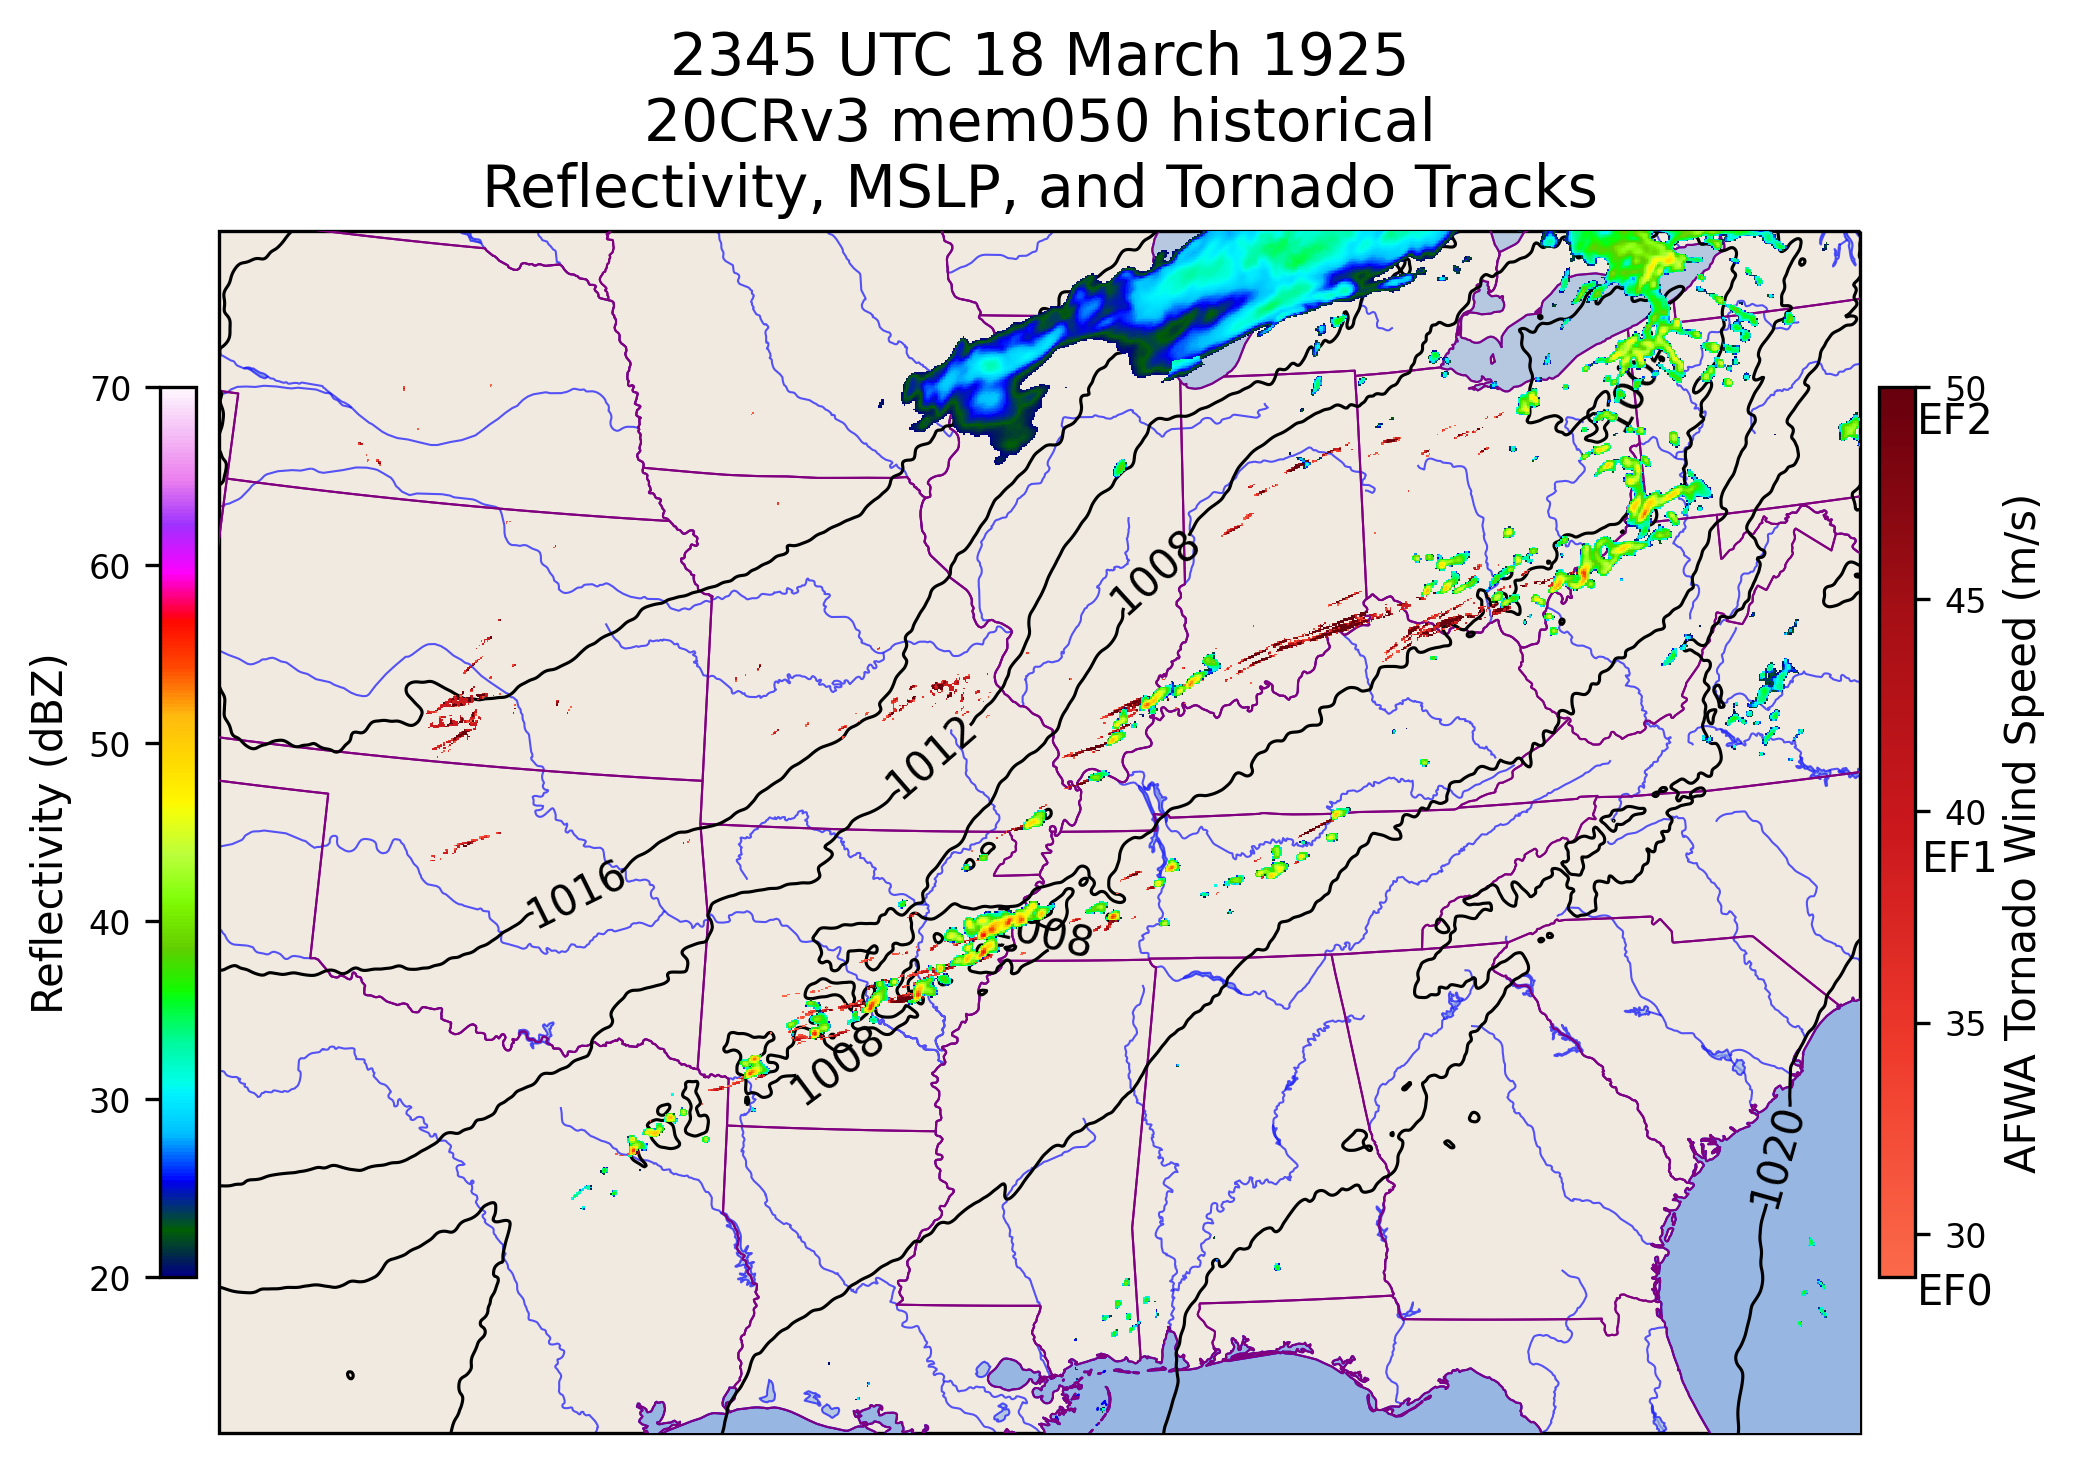 2345 UTC 18 March 1925
20CRv3 mem050 historical
Reflectivity, MSLP, and Tornado Tracks
Reflectivity (dBZ)
70
60
50
40
30
20
1008
1012
1016
1008
1020
AFWA Tornado Wind Speed (m/s)
50
EF2
45
40
EF1
35
30
EF0